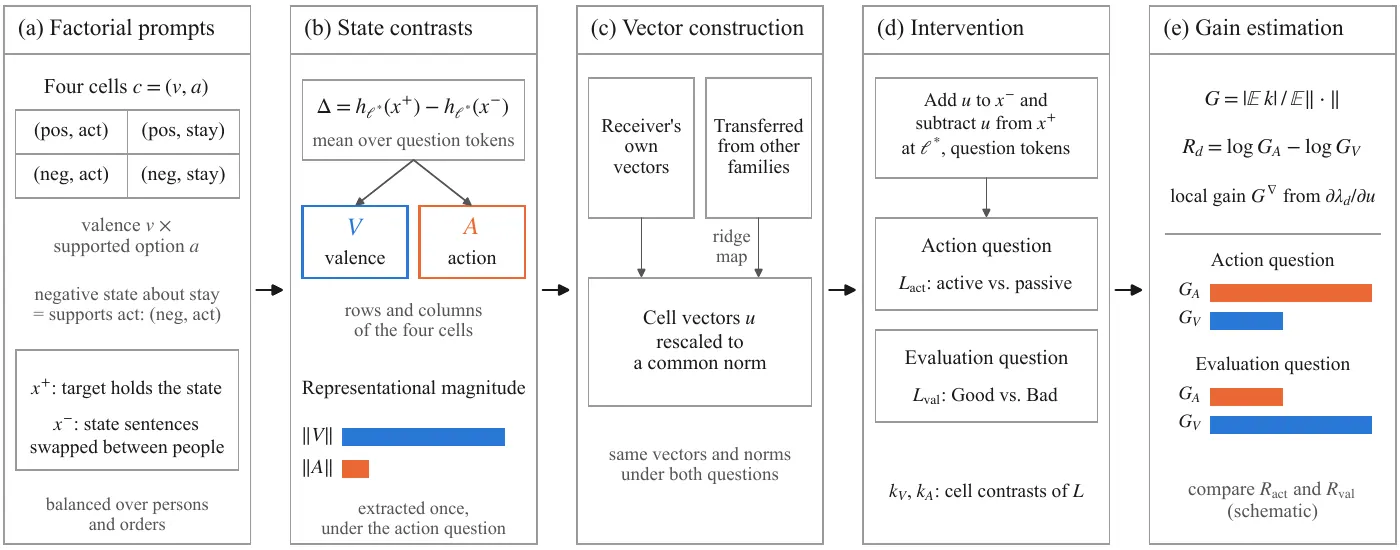 (a) Factorial prompts
Four cells c = (v, a)
(pos, act) (pos, stay)
(neg, act) (neg, stay)
valence v ×
supported option a
negative state about stay
= supports act: (neg, act)
x⁺: target holds the state
x⁻: state sentences
swapped between people
balanced over persons
and orders
(b) State contrasts
Δ = h_ℓ*(x⁺) − h_ℓ*(x⁻)
mean over question tokens
V
valence
A
action
rows and columns
of the four cells
Representational magnitude
‖V‖
‖A‖
extracted once,
under the action question
(c) Vector construction
Receiver's
own
vectors
Transferred
from other
families
ridge
map
Cell vectors u
rescaled to
a common norm
same vectors and norms
under both questions
(d) Intervention
Add u to x⁻ and
subtract u from x⁺
at ℓ*, question tokens
Action question
L_act: active vs. passive
Evaluation question
L_val: Good vs. Bad
k_V, k_A: cell contrasts of L
(e) Gain estimation
G = |𝔼 k| / 𝔼‖ · ‖
R_d = log G_A − log G_V
local gain G^∇ from ∂λ_d/∂u
Action question
G_A
G_V
Evaluation question
G_A
G_V
compare R_act and R_val
(schematic)